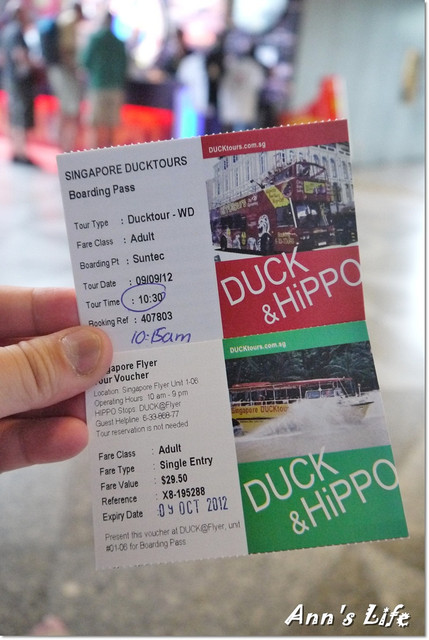 SINGAPORE DUCKTOURS
Boarding Pass
Tour Type : Ducktour - WD
Fare Class : Adult
Boarding Pt : Suntec
Tour Date : 09/09/12
Tour Time : 10:30
Booking Ref : 407803
10:15am
DUCKtours.com.sg
DUCK
&HiPPO
gapore Flyer
our Voucher
Location: Singapore Flyer Unit 1-06
Operating Hours: 10 am - 9 pm
HIPPO Stops: DUCK@Flyer
Guest Helpline: 6-33-868-77
Tour reservation is not needed
Fare Class : Adult
Fare Type : Single Entry
Fare Value : $29.50
Reference : X8-195288
Expiry Date : 09 OCT 2012
Present this voucher at DUCK@Flyer, unit
#01-06 for Boarding Pass
DUCKtours.com.sg
Singapore DUCKtours
DUCK
&HiPPO
Ann's Life